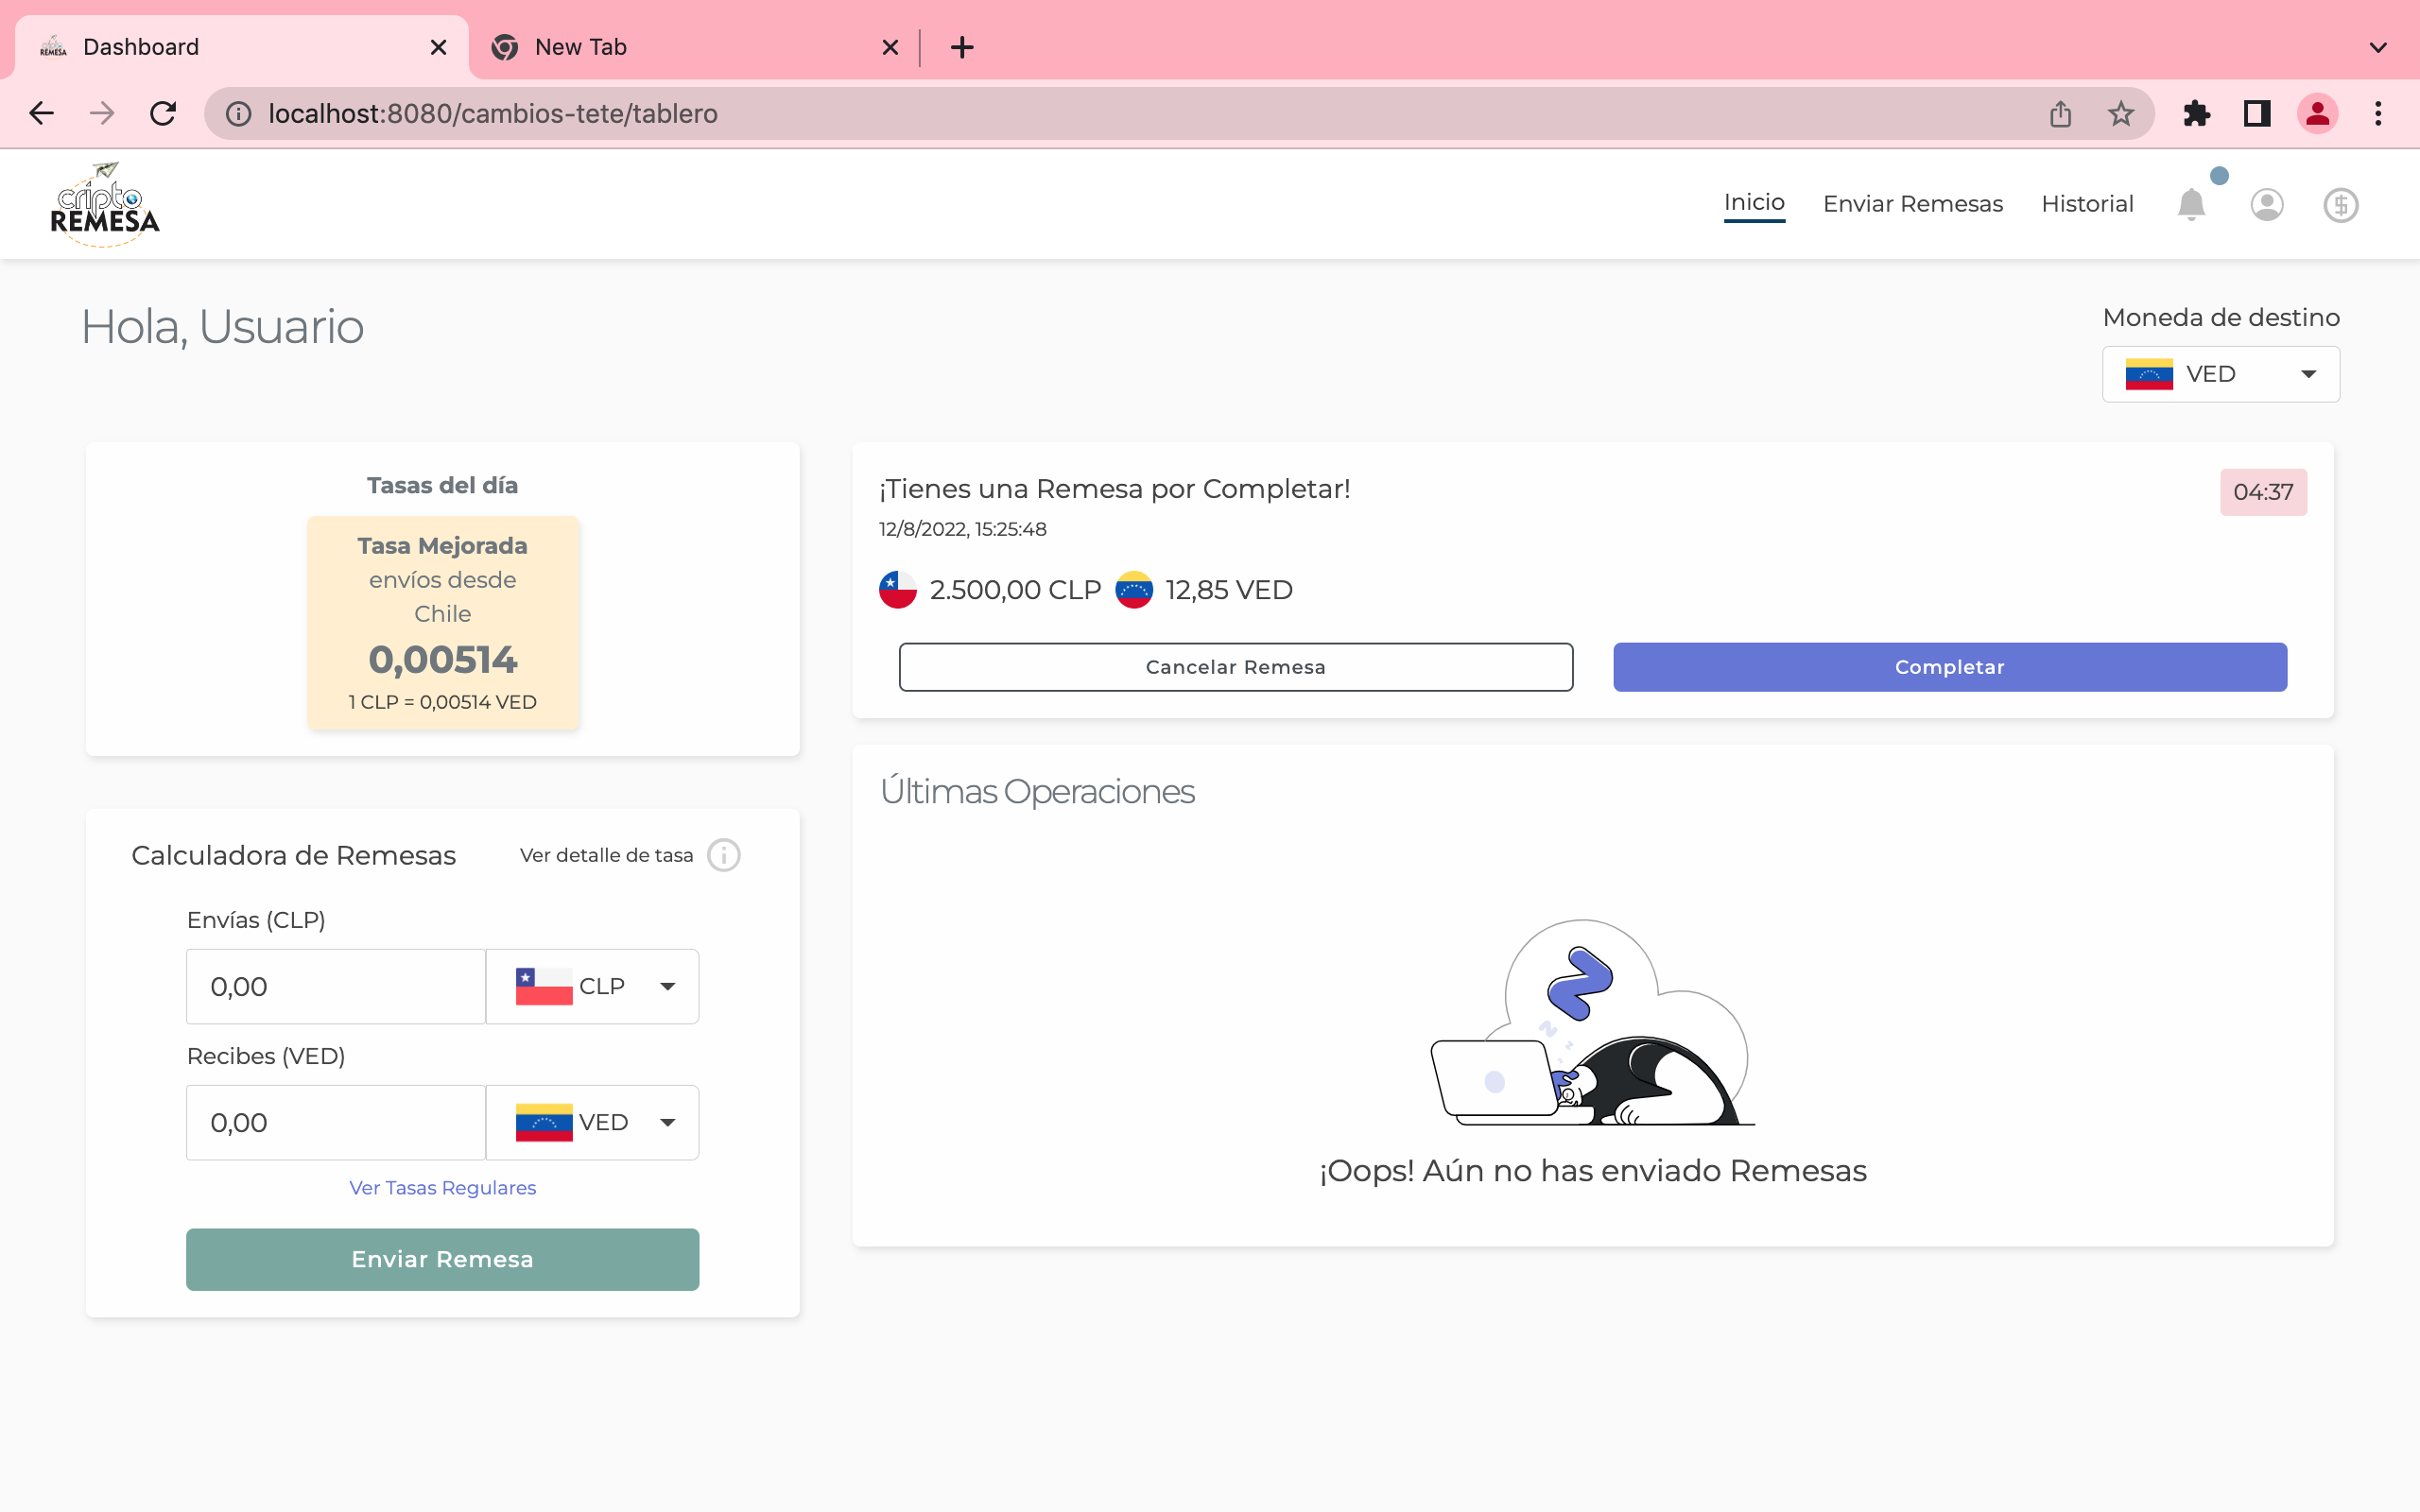 Dashboard
New Tab
localhost:8080/cambios-tete/tablero
cripto
REMESA
Inicio
Enviar Remesas
Historial
Hola, Usuario
Moneda de destino
VED
Tasas del día
Tasa Mejorada
envíos desde
Chile
0,00514
1 CLP = 0,00514 VED
¡Tienes una Remesa por Completar!
04:37
12/8/2022, 15:25:48
2.500,00 CLP
12,85 VED
Cancelar Remesa
Completar
Calculadora de Remesas
Ver detalle de tasa
Envías (CLP)
0,00
CLP
Recibes (VED)
0,00
VED
Ver Tasas Regulares
Enviar Remesa
Últimas Operaciones
¡Oops! Aún no has enviado Remesas